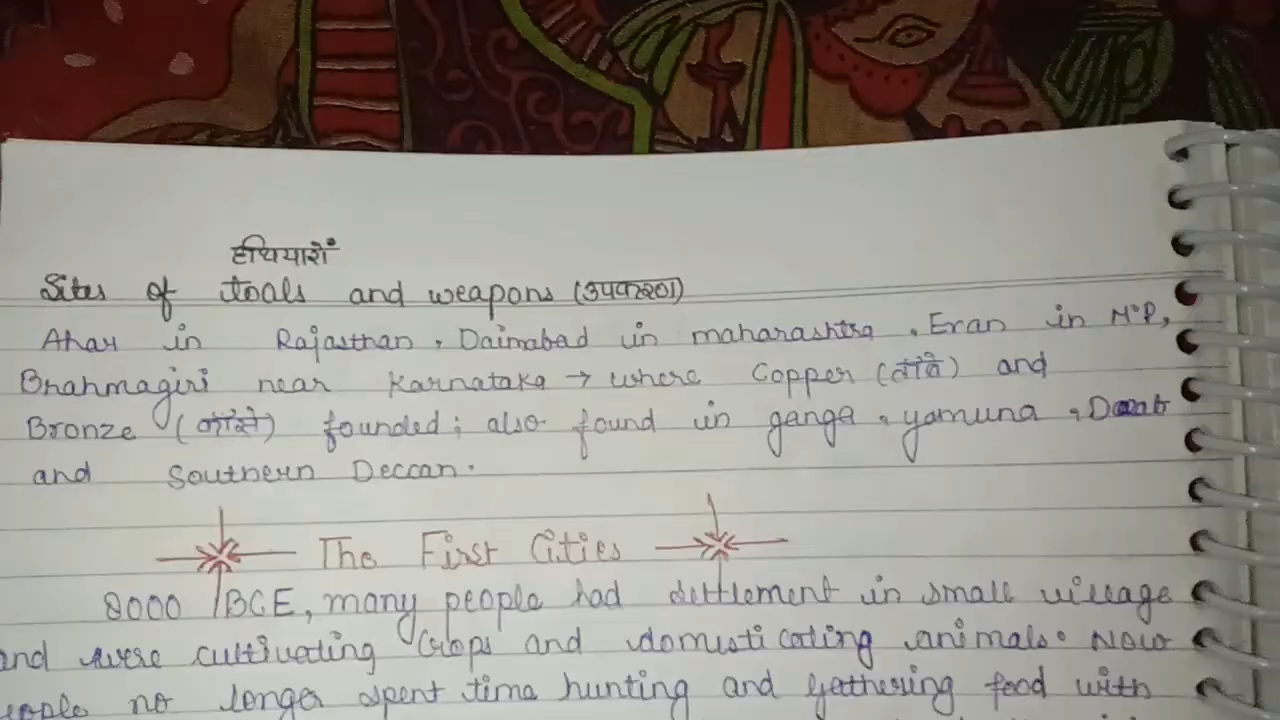 हथियारों
Sites of toals and weapons (उपकरण)
Ahar in Rajasthan, Daimabad in maharashtra, Eran in M.P,
Brahmagiri near Karnataka → where Copper (तांबे) and
Bronze (कांसे) founded; also found in ganga, yamuna, Doab
and Southern Deccan.
The First Cities
8000 BCE, many people had settlement in small village
and were cultivating crops and domesticating animals. Now
people no longer spent time hunting and gathering food with